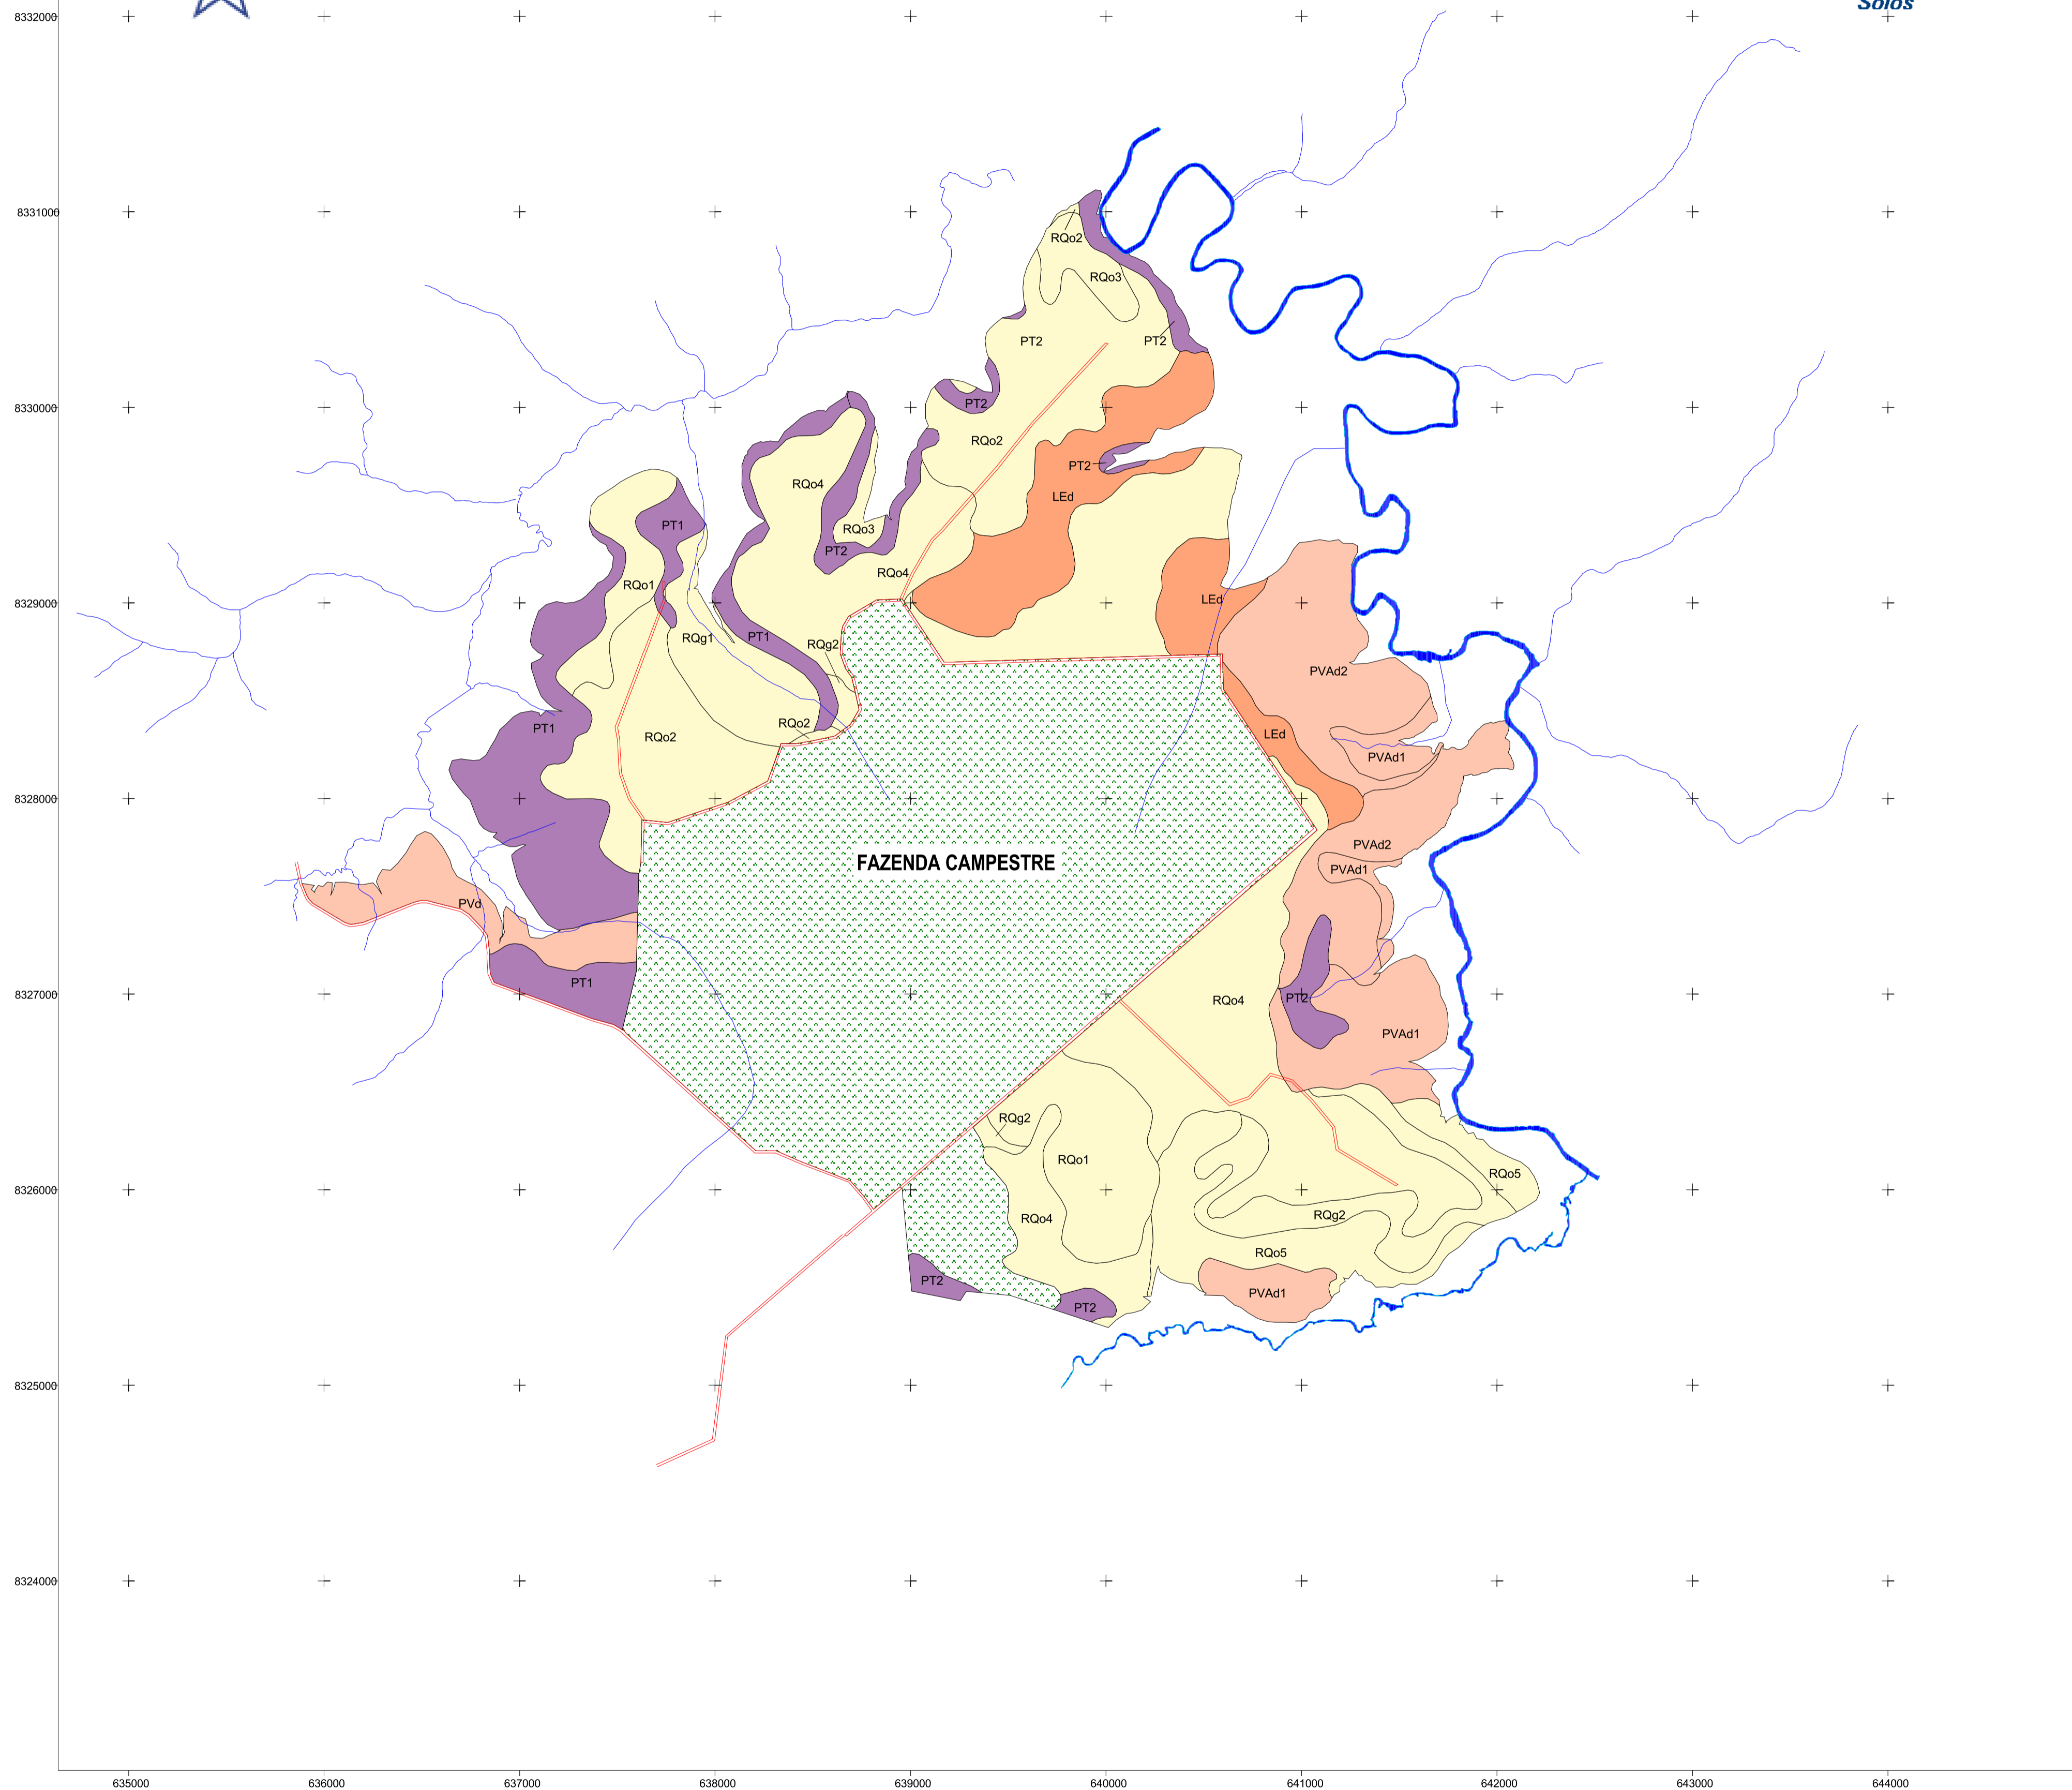 8332000
Solos
8331000
RQo2
RQo3
PT2
PT2
8330000
PT2
RQo2
PT2
RQo4
LEd
PT1
RQo3
PT2
RQo4
RQo1
8329000
LEd
RQg1
PT1
RQg2
PVAd2
RQo2
PT1
RQo2
LEd
PVAd1
8328000
PVAd2
FAZENDA CAMPESTRE
PVAd1
PVd
8327000
PT1
PT2
RQo4
PVAd1
RQg2
RQo1
RQo5
8326000
RQo4
RQg2
RQo5
PT2
PVAd1
PT2
8325000
8324000
635000 636000 637000 638000 639000 640000 641000 642000 643000 644000